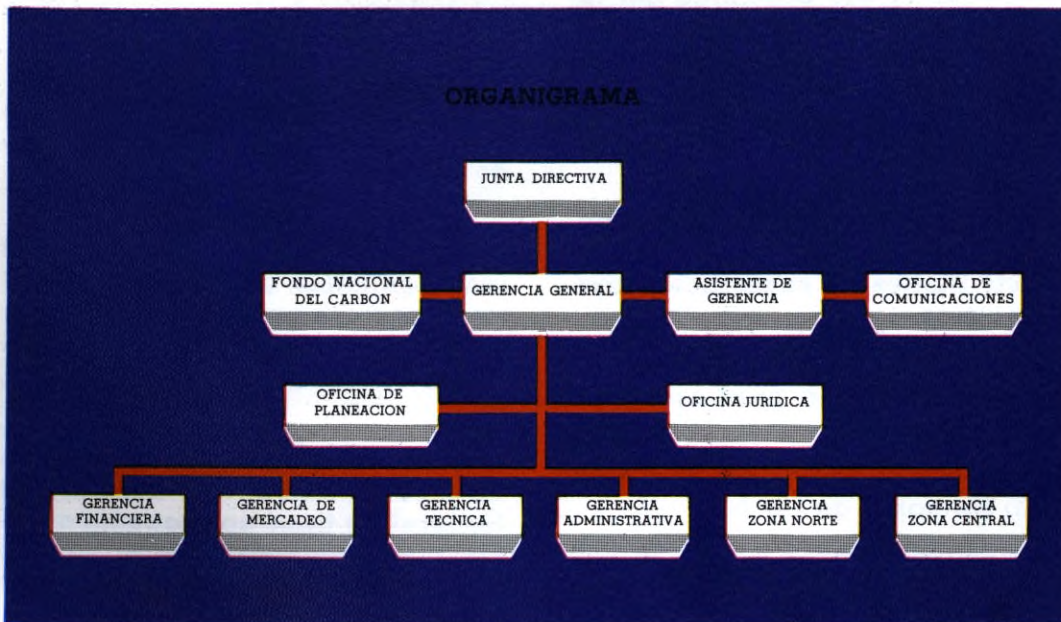 ORGANIGRAMA
JUNTA DIRECTIVA
FONDO NACIONAL
DEL CARBON
GERENCIA GENERAL
ASISTENTE DE
GERENCIA
OFICINA DE
COMUNICACIONES
OFICINA DE
PLANEACION
OFICINA JURIDICA
GERENCIA
FINANCIERA
GERENCIA DE
MERCADEO
GERENCIA
TECNICA
GERENCIA
ADMINISTRATIVA
GERENCIA
ZONA NORTE
GERENCIA
ZONA CENTRAL